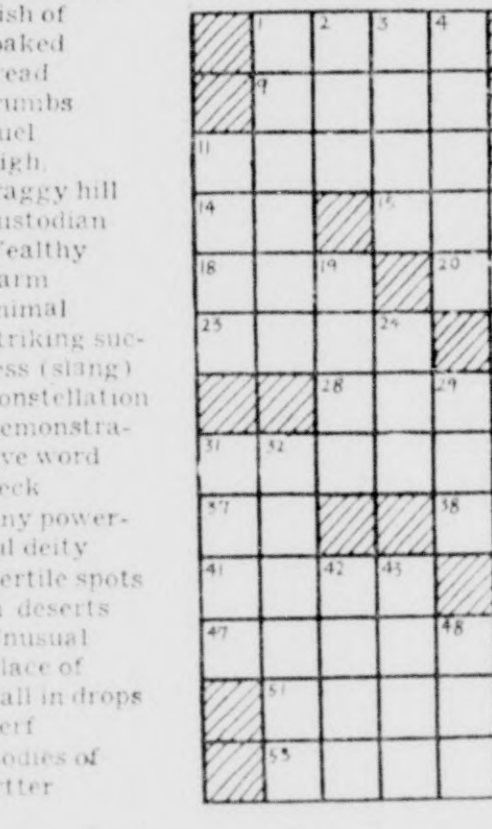 ish of
baked
read
rumbs
uel
igh,
raggy hill
ustodian
ealthy
arm
nimal
triking suc-
ess (slang)
onstellation
emonstra-
ve word
eck
ny power-
al deity
ertile spots
n deserts
nusual
lace of
all in drops
erf
odies of
1 2 3 4
9
11
14 15
18 19 20
23 24
28 29
31 32
37 38
41 42 43
47 48
51
53